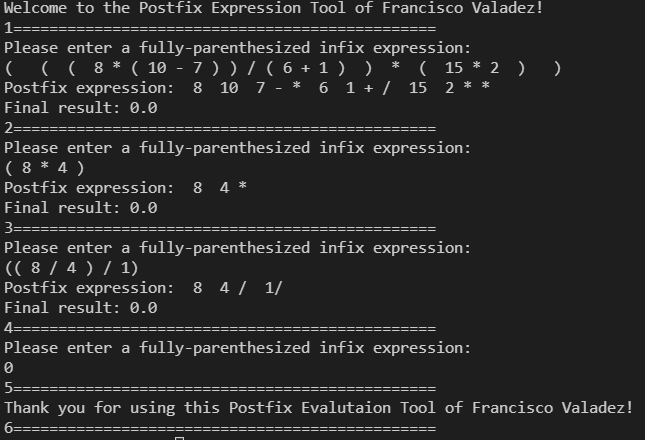 Welcome to the Postfix Expression Tool of Francisco Valadez!
1===============================================
Please enter a fully-parenthesized infix expression:
(   (  (  8 * ( 10 - 7 ) ) / ( 6 + 1 )  )  *  (  15 * 2  )   )
Postfix expression:  8  10  7 - *  6  1 + /  15  2 * *
Final result: 0.0
2===============================================
Please enter a fully-parenthesized infix expression:
( 8 * 4 )
Postfix expression:  8  4 *
Final result: 0.0
3===============================================
Please enter a fully-parenthesized infix expression:
(( 8 / 4 ) / 1)
Postfix expression:  8  4 /  1/
Final result: 0.0
4===============================================
Please enter a fully-parenthesized infix expression:
0
5===============================================
Thank you for using this Postfix Evalutaion Tool of Francisco Valadez!
6===============================================